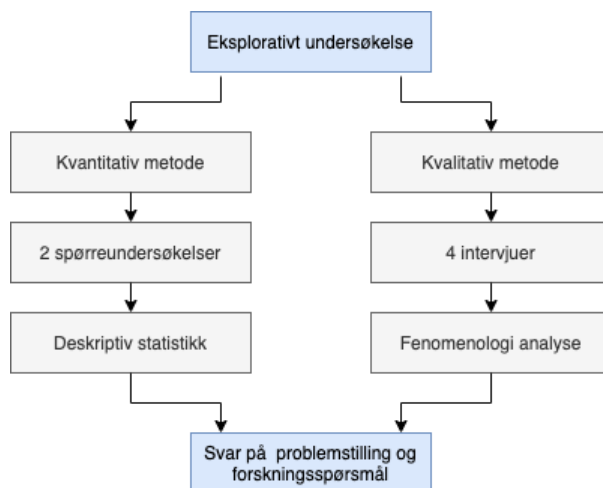 Eksplorativt undersøkelse
Kvantitativ metode
Kvalitativ metode
2 spørreundersøkelser
4 intervjuer
Deskriptiv statistikk
Fenomenologi analyse
Svar på problemstilling og
forskningsspørsmål